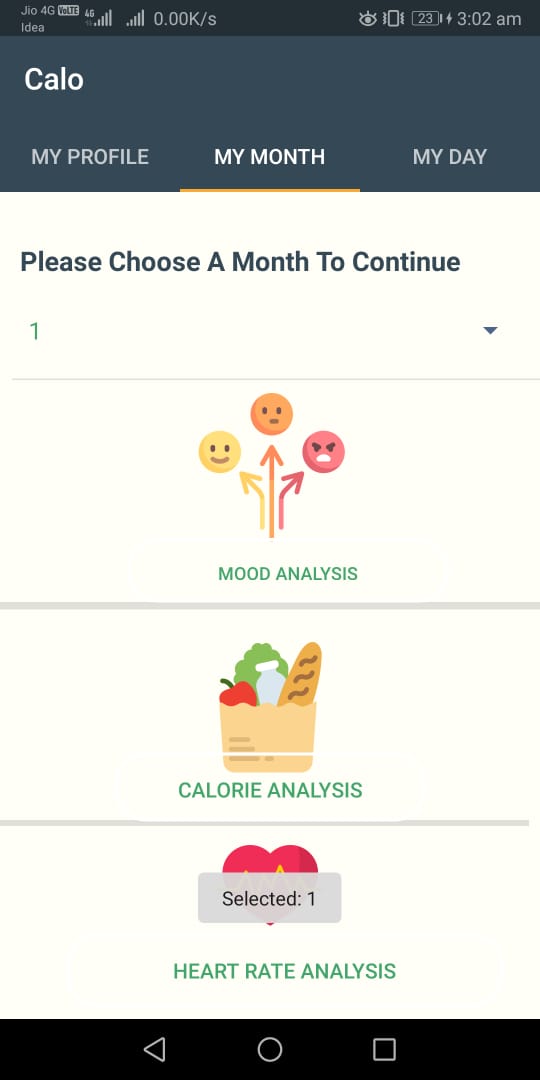 Jio 4G VoLTE 4G 0.00K/s 23 3:02 am
Idea
Calo
MY PROFILE MY MONTH MY DAY
Please Choose A Month To Continue
1
MOOD ANALYSIS
CALORIE ANALYSIS
Selected: 1
HEART RATE ANALYSIS